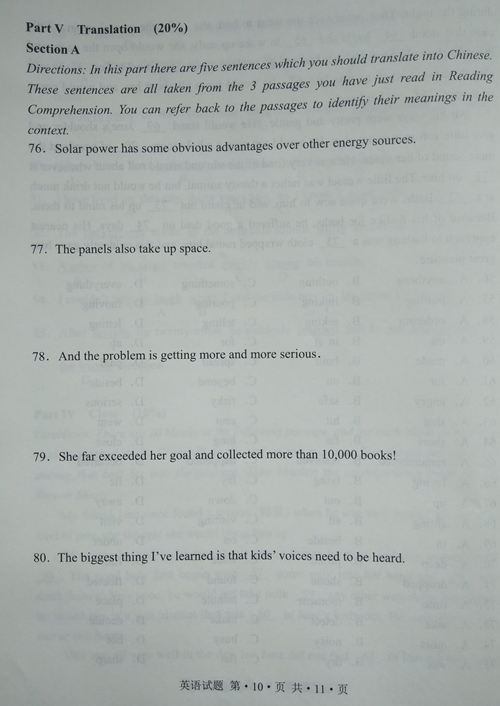 Part V Translation (20%)
Section A
Directions: In this part there are five sentences which you should translate into Chinese.
These sentences are all taken from the 3 passages you have just read in Reading
Comprehension. You can refer back to the passages to identify their meanings in the
context.
76. Solar power has some obvious advantages over other energy sources.
77. The panels also take up space.
78. And the problem is getting more and more serious.
79. She far exceeded her goal and collected more than 10,000 books!
80. The biggest thing I've learned is that kids' voices need to be heard.
英语试题 第·10·页 共·11·页